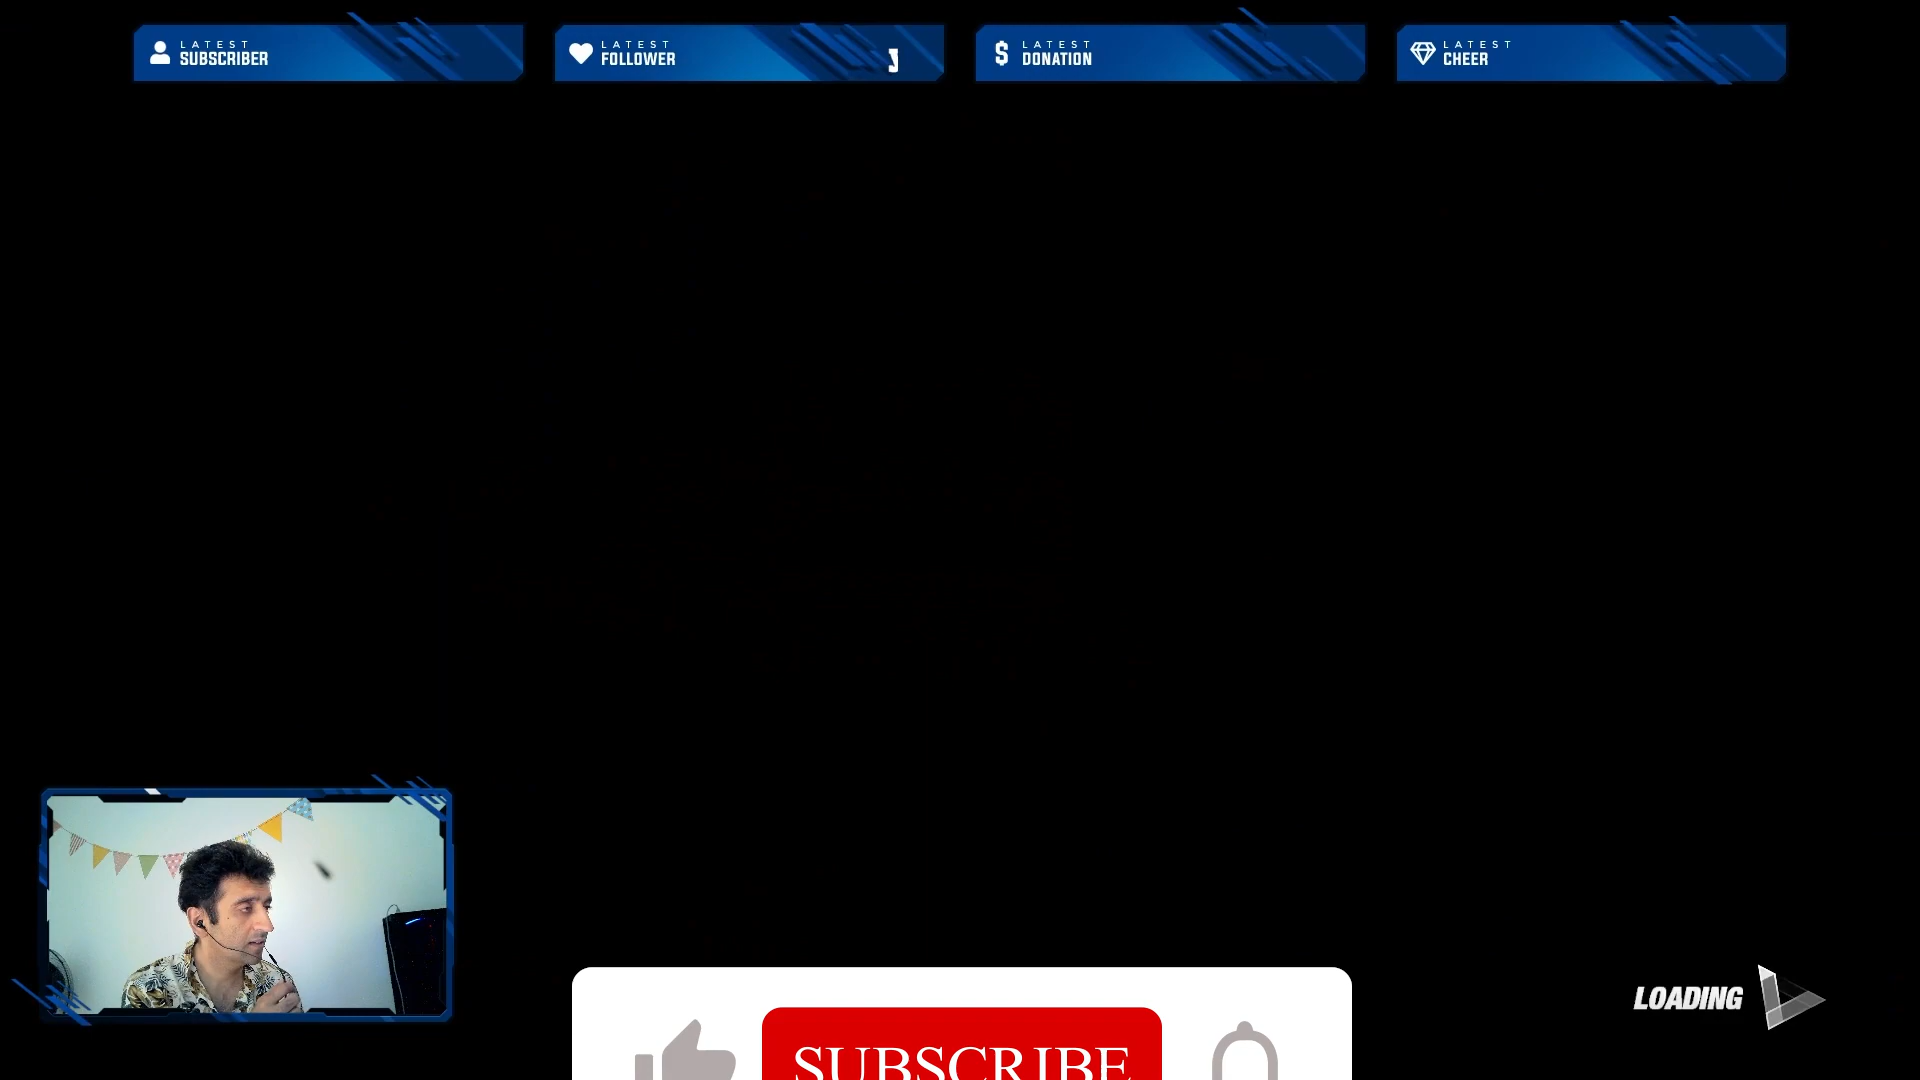 LATEST
SUBSCRIBER
LATEST
FOLLOWER
LATEST
DONATION
LATEST
CHEER
LOADING
SUBSCRIBE